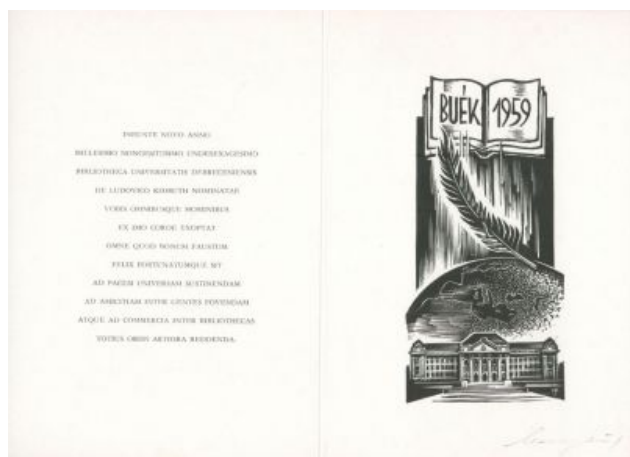 INEUNTE NOVO ANNO
MILLESIMO NONGENTESIMO UNDESEXAGESIMO
BIBLIOTHECA UNIVERSITATIS DEBRECENIENSIS
DE LUDOVICO KOSSUTH NOMINATAE
VOBIS OMNIBUSQUE HOMINIBUS
EX IMO CORDE EXOPTAT
OMNE QUOD BONUM FAUSTUM
FELIX FORTUNATUMQUE SIT
AD PACEM UNIVERSAM SUSTINENDAM
AD AMICITIAM INTER GENTES FOVENDAM
ATQUE AD COMMERCIA INTER BIBLIOTHECAS
TOTIUS ORBIS ARTIORA REDDENDA.
BUÉK 1959